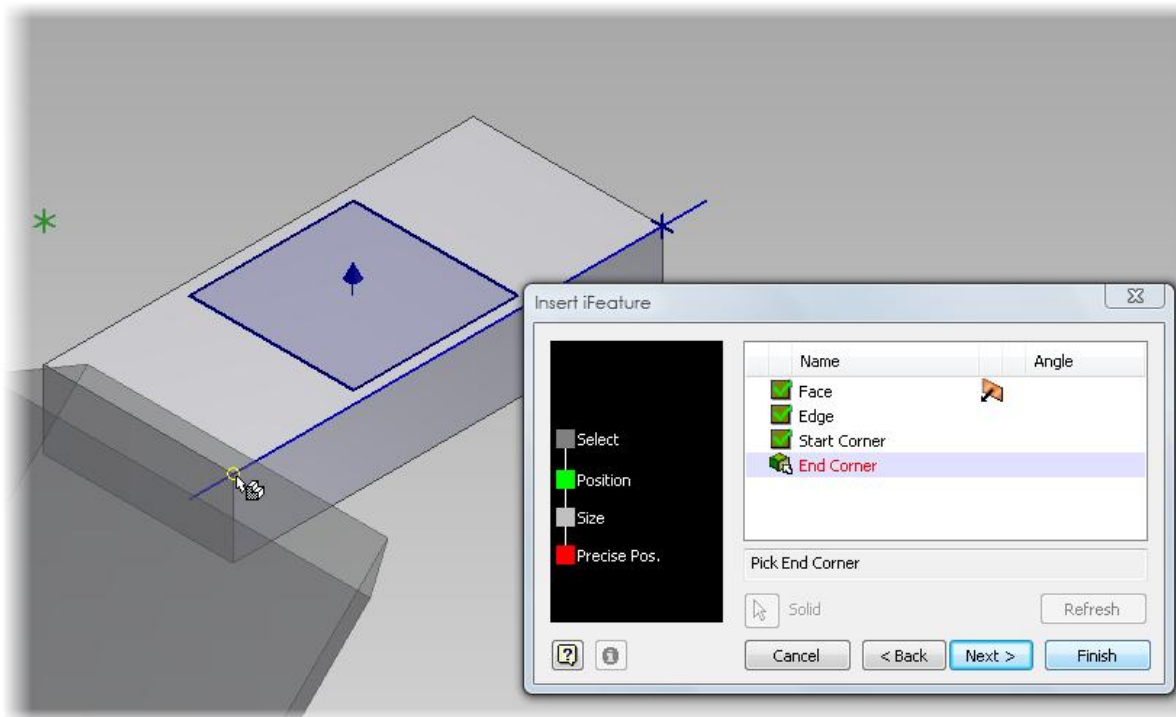 Insert iFeature
Name Angle
Face
Edge
Start Corner
End Corner
Select
Position
Size
Precise Pos.
Pick End Corner
Solid Refresh
Cancel < Back Next > Finish